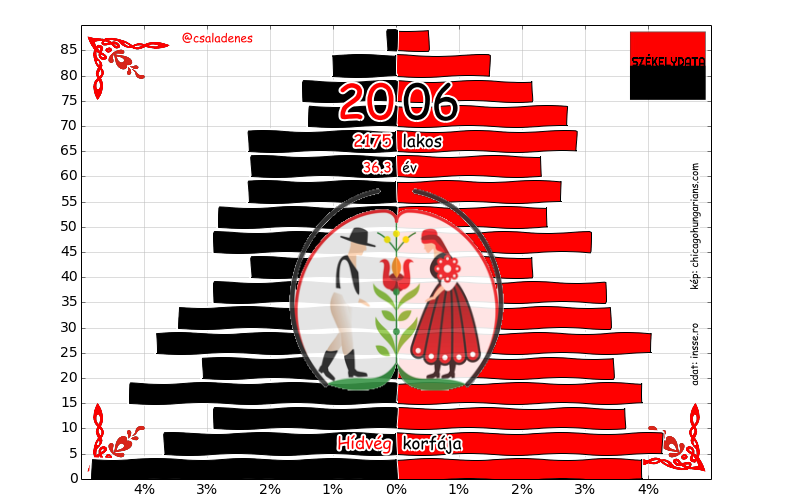 @csaladenes
SZÉKELYDATA
2006
2175 lakos
36.3 év
kép: chicagohungarians.com
adat: insse.ro
Hídvég korfája
85
80
75
70
65
60
55
50
45
40
35
30
25
20
15
10
5
0
4% 3% 2% 1% 0% 1% 2% 3% 4%